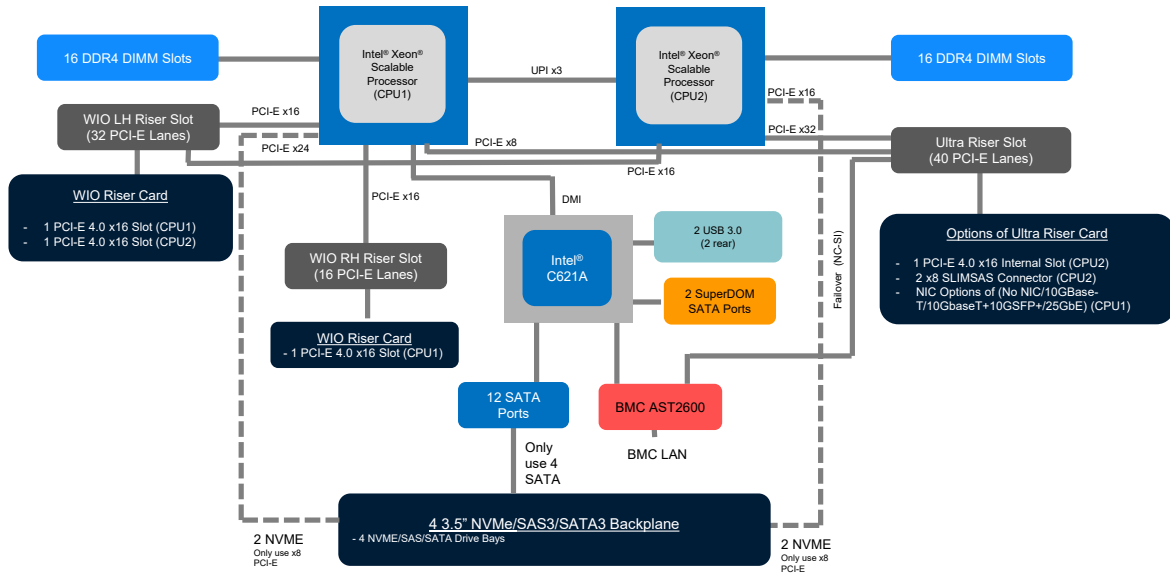 Intel® Xeon®
Scalable
Processor
(CPU1)
Intel® Xeon®
Scalable
Processor
(CPU2)
16 DDR4 DIMM Slots
UPI x3
16 DDR4 DIMM Slots
PCI-E x16
WIO LH Riser Slot
(32 PCI-E Lanes)
PCI-E x16
PCI-E x24
PCI-E x8
PCI-E x16
PCI-E x32
Ultra Riser Slot
(40 PCI-E Lanes)
WIO Riser Card
- 1 PCI-E 4.0 x16 Slot (CPU1)
- 1 PCI-E 4.0 x16 Slot (CPU2)
PCI-E x16
DMI
WIO RH Riser Slot
(16 PCI-E Lanes)
Intel®
C621A
2 USB 3.0
(2 rear)
2 SuperDOM
SATA Ports
Failover (NC-SI)
Options of Ultra Riser Card
- 1 PCI-E 4.0 x16 Internal Slot (CPU2)
- 2 x8 SLIMSAS Connector (CPU2)
- NIC Options of (No NIC/10GBase-
T/10GbaseT+10GSFP+/25GbE) (CPU1)
WIO Riser Card
- 1 PCI-E 4.0 x16 Slot (CPU1)
12 SATA
Ports
BMC AST2600
Only
use 4
SATA
BMC LAN
4 3.5” NVMe/SAS3/SATA3 Backplane
- 4 NVME/SAS/SATA Drive Bays
2 NVME
Only use x8
PCI-E
2 NVME
Only use x8
PCI-E